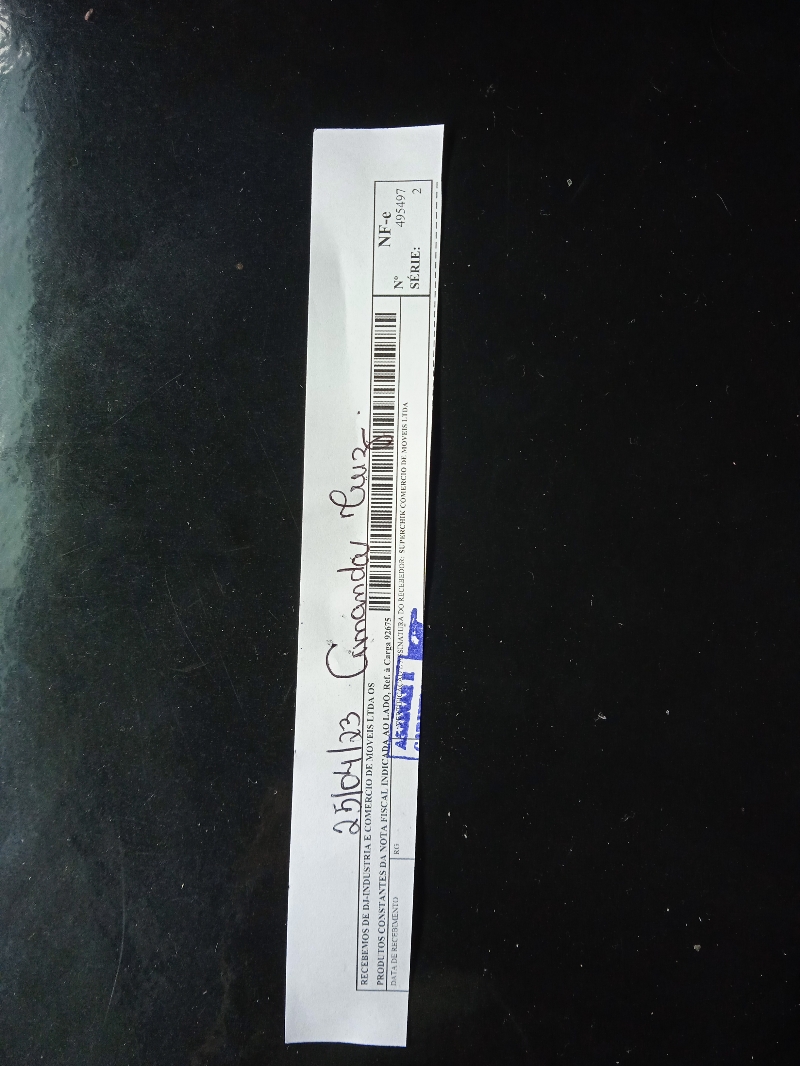 25/04/23 Amanda Cruz.
RECEBEMOS DE DJ-INDUSTRIA E COMERCIO DE MOVEIS LTDA OS
PRODUTOS CONSTANTES DA NOTA FISCAL INDICADA AO LADO, Ref. à Carga 92675
DATA DE RECEBIMENTO
RG
ASSINATURA DO RECEBEDOR: SUPERCHIK COMERCIO DE MOVEIS LTDA
NF-e
Nº 495497
SÉRIE: 2